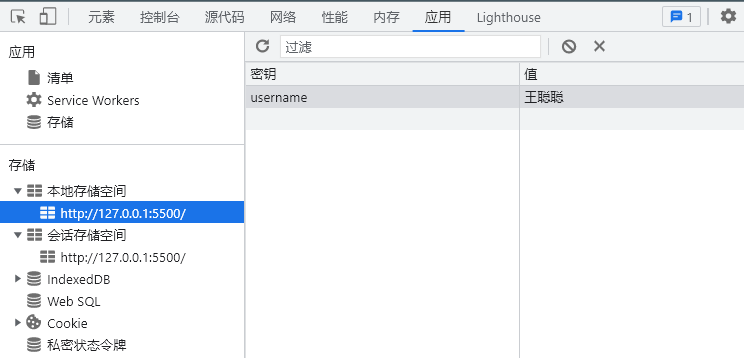 元素 控制台 源代码 网络 性能 内存 应用 Lighthouse 1
应用
清单
Service Workers
存储
存储
本地存储空间
http://127.0.0.1:5500/
会话存储空间
http://127.0.0.1:5500/
IndexedDB
Web SQL
Cookie
私密状态令牌
过滤
密钥 值
username 王聪聪